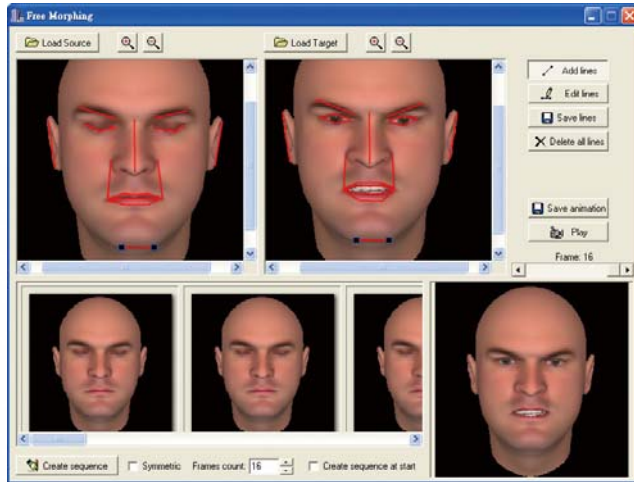 Free Morphing
Load Source
Load Target
Add lines
Edit lines
Save lines
Delete all lines
Save animation
Play
Frame: 16
Create sequence
Symmetric
Frames count: 16
Create sequence at start